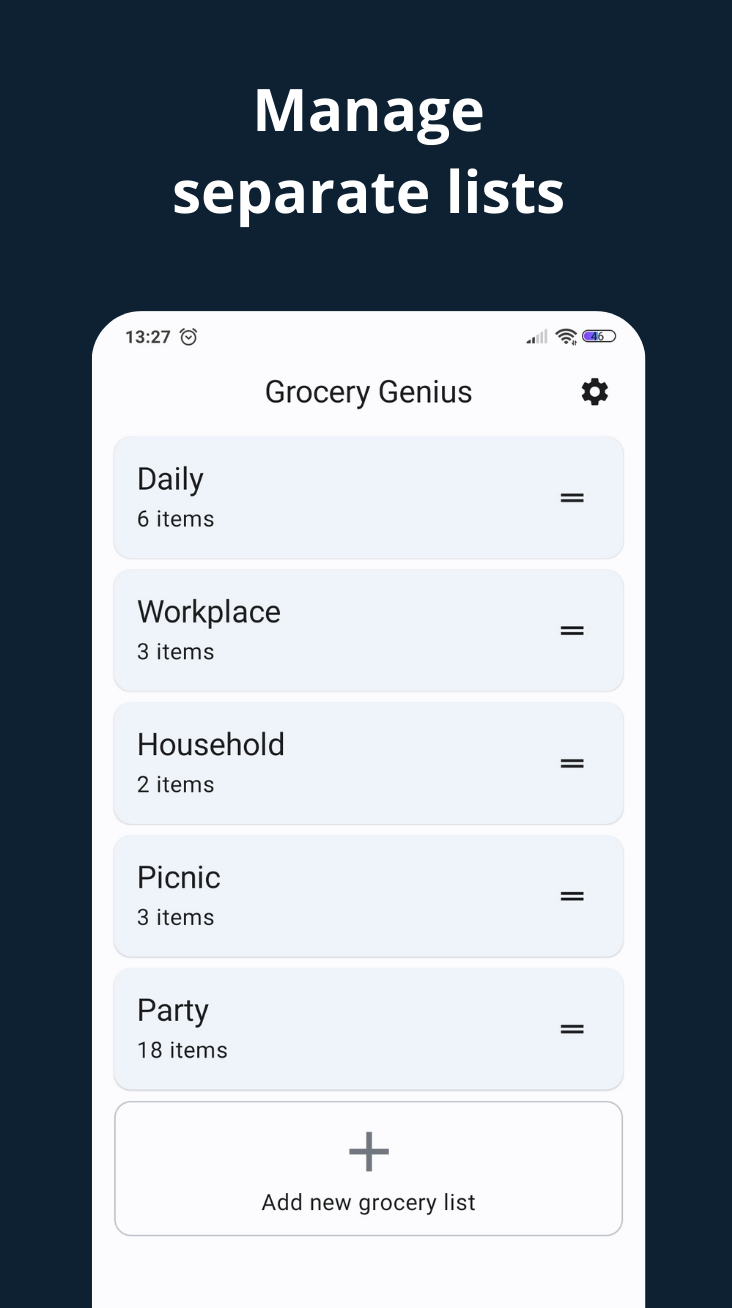 Manage
separate lists
13:27
46
Grocery Genius
Daily
6 items
Workplace
3 items
Household
2 items
Picnic
3 items
Party
18 items
Add new grocery list